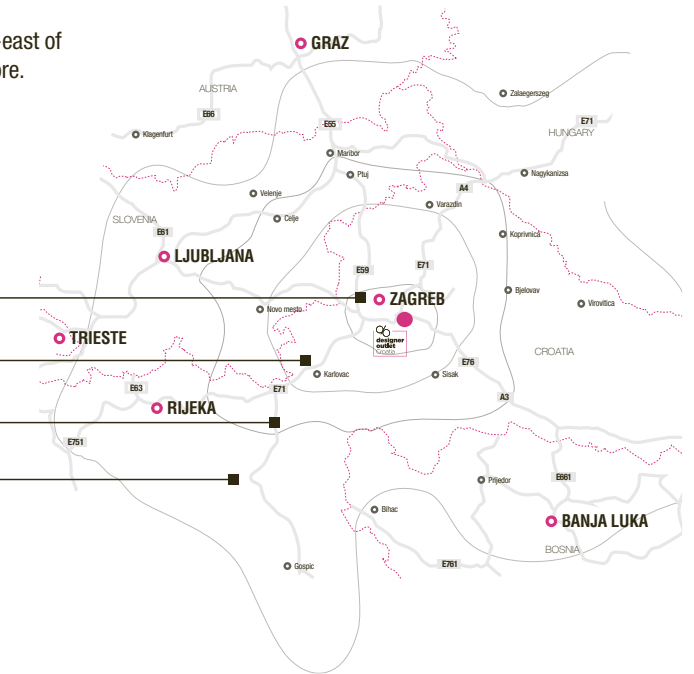 -east of
ore.
GRAZ
AUSTRIA
Zalaegerszeg
E66
E55
E71
Klagenfurt
HUNGARY
Maribor
Ptuj
Nagykanizsa
A4
Velenje
Varazdin
Celje
SLOVENIA
E61
Koprivnica
LJUBLJANA
E59
E71
Bjelovav
ZAGREB
Novo mesto
Virovitica
designer
outlet
Croatia
TRIESTE
CROATIA
E76
Karlovac
Sisak
E63
E71
A3
RIJEKA
E751
Prijedor
E661
Bihac
BANJA LUKA
BOSNIA
E761
Gospic